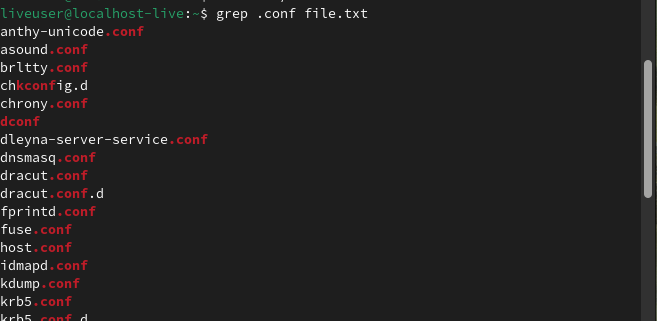 liveuser@localhost-live:~$ grep .conf file.txt
anthy-unicode.conf
asound.conf
brltty.conf
chkconfig.d
chrony.conf
dconf
dleyna-server-service.conf
dnsmasq.conf
dracut.conf
dracut.conf.d
fprintd.conf
fuse.conf
host.conf
idmapd.conf
kdump.conf
krb5.conf
krb5.conf.d